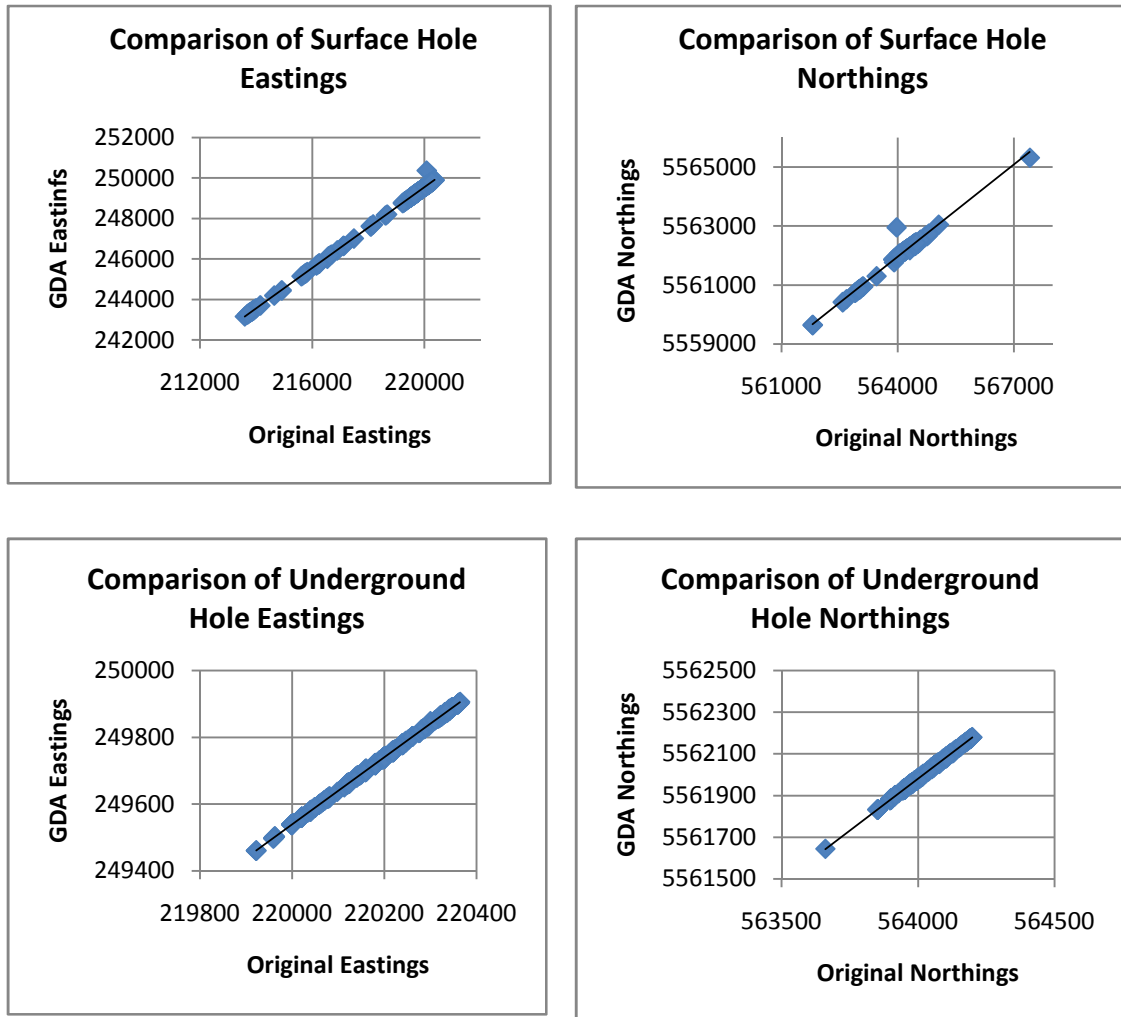 Comparison of Surface Hole
Eastings
252000
250000
248000
246000
244000
242000
GDA Eastinfs
212000 216000 220000
Original Eastings
Comparison of Surface Hole
Northings
5565000
5563000
5561000
5559000
GDA Northings
561000 564000 567000
Original Northings
Comparison of Underground
Hole Eastings
250000
249800
249600
249400
GDA Eastings
219800 220000 220200 220400
Original Eastings
Comparison of Underground
Hole Northings
5562500
5562300
5562100
5561900
5561700
5561500
GDA Northings
563500 564000 564500
Original Northings